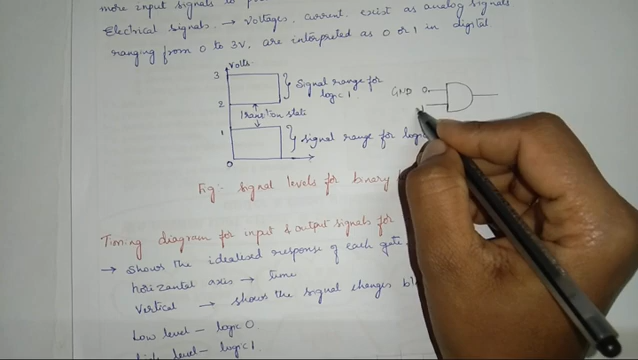 more input signals to
Electrical signals. → voltages, current. exist as analog signals
ranging from 0 to 3v, are interpreted as 0 or 1 in digital
volts.
3
Signal range for
logic 1.
GND 0
2
Transition state
1
signal range for logic
0
Fig: Signal levels for binary
Timing diagram for input & output signals for
→ Shows the idealised response of each gate
horizontal axis → time
Vertical → shows the signal changes
Low level – logic 0.
level – logic 1.